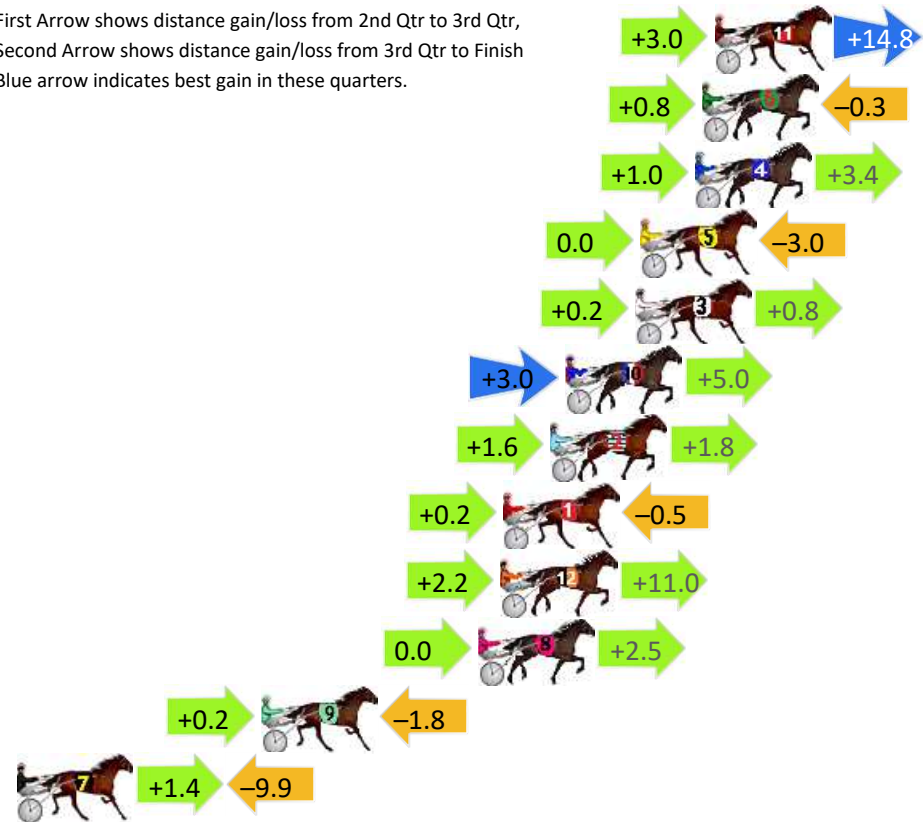 First Arrow shows distance gain/loss from 2nd Qtr to 3rd Qtr,
Second Arrow shows distance gain/loss from 3rd Qtr to Finish
Blue arrow indicates best gain in these quarters.
+3.0 11 +14.8
+0.8 6 –0.3
+1.0 4 +3.4
0.0 5 –3.0
+0.2 3 +0.8
+3.0 10 +5.0
+1.6 2 +1.8
+0.2 1 –0.5
+2.2 12 +11.0
0.0 8 +2.5
+0.2 9 –1.8
7 +1.4 –9.9